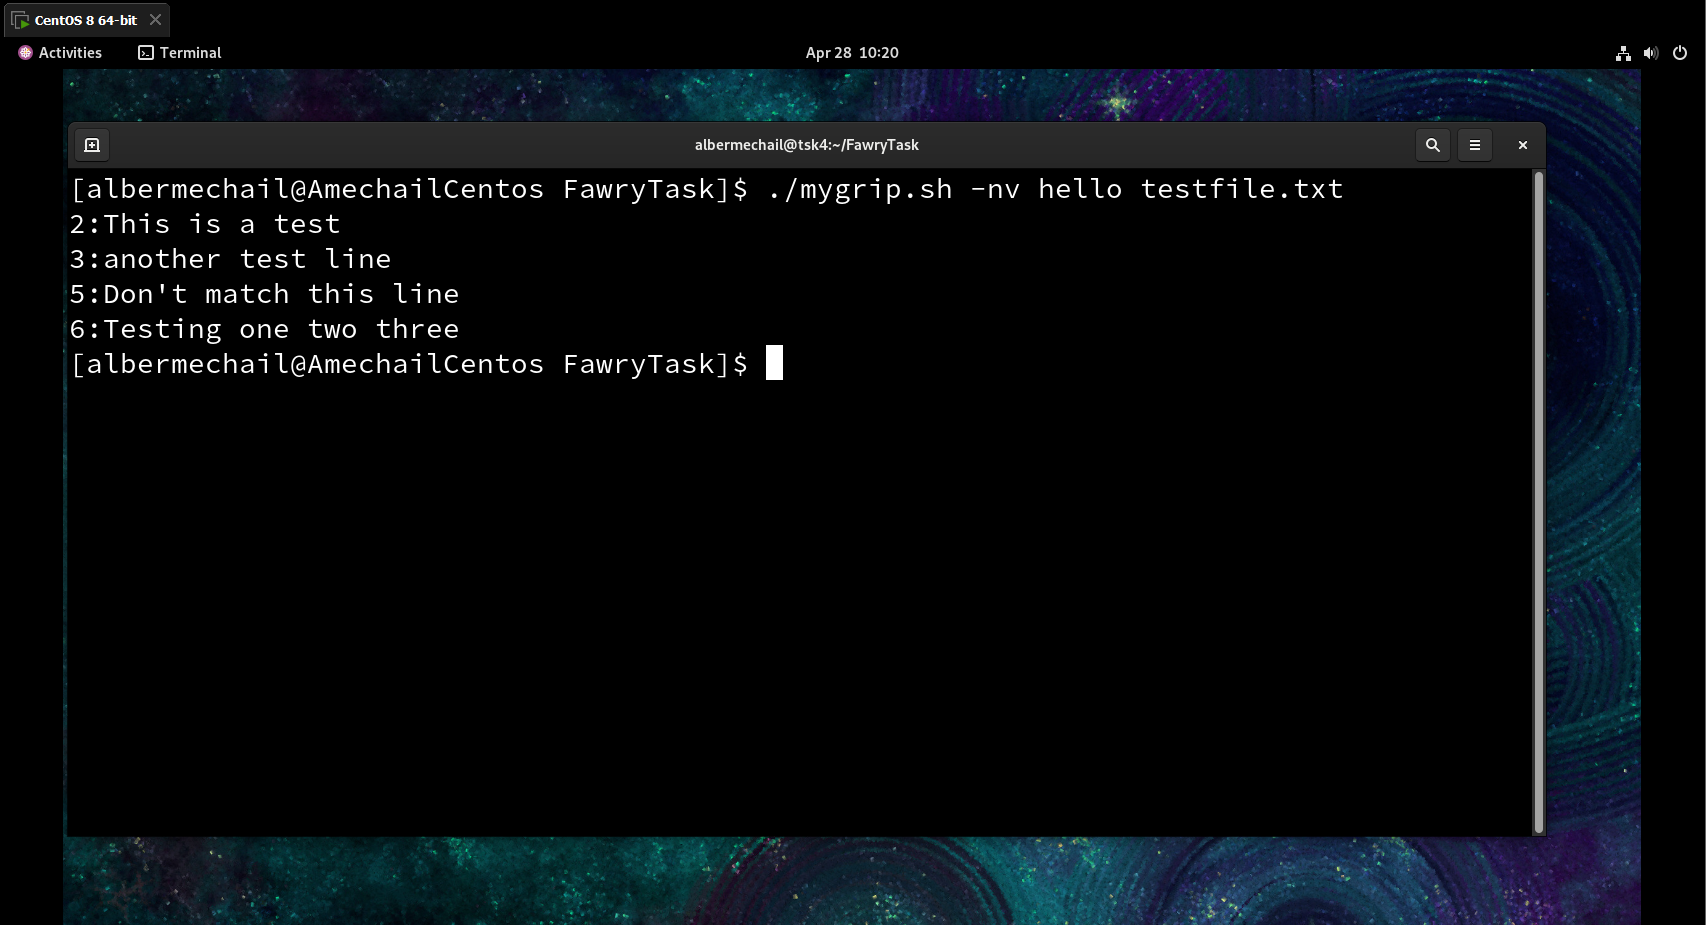 CentOS 8 64-bit
Activities Terminal Apr 28 10:20
albermechail@tsk4:~/FawryTask
[albermechail@AmechailCentos FawryTask]$ ./mygrip.sh -nv hello testfile.txt
2:This is a test
3:another test line
5:Don't match this line
6:Testing one two three
[albermechail@AmechailCentos FawryTask]$